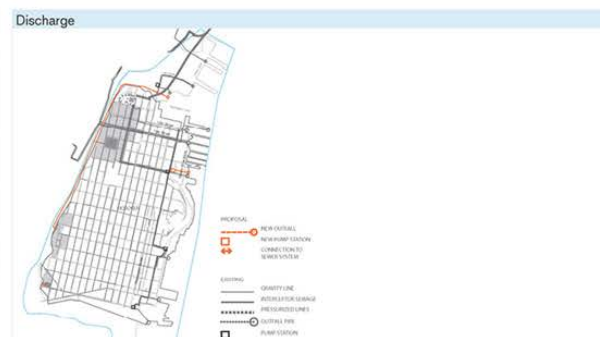 Discharge
PROPOSAL
NEW OUTFALL
NEW PUMP STATION
CONNECTION TO
SEWER SYSTEM
EXISTING
GRAVITY LINE
INTERCEPTOR SEWAGE
PRESSURIZED LINES
OUTFALL PIPE
PUMP STATION